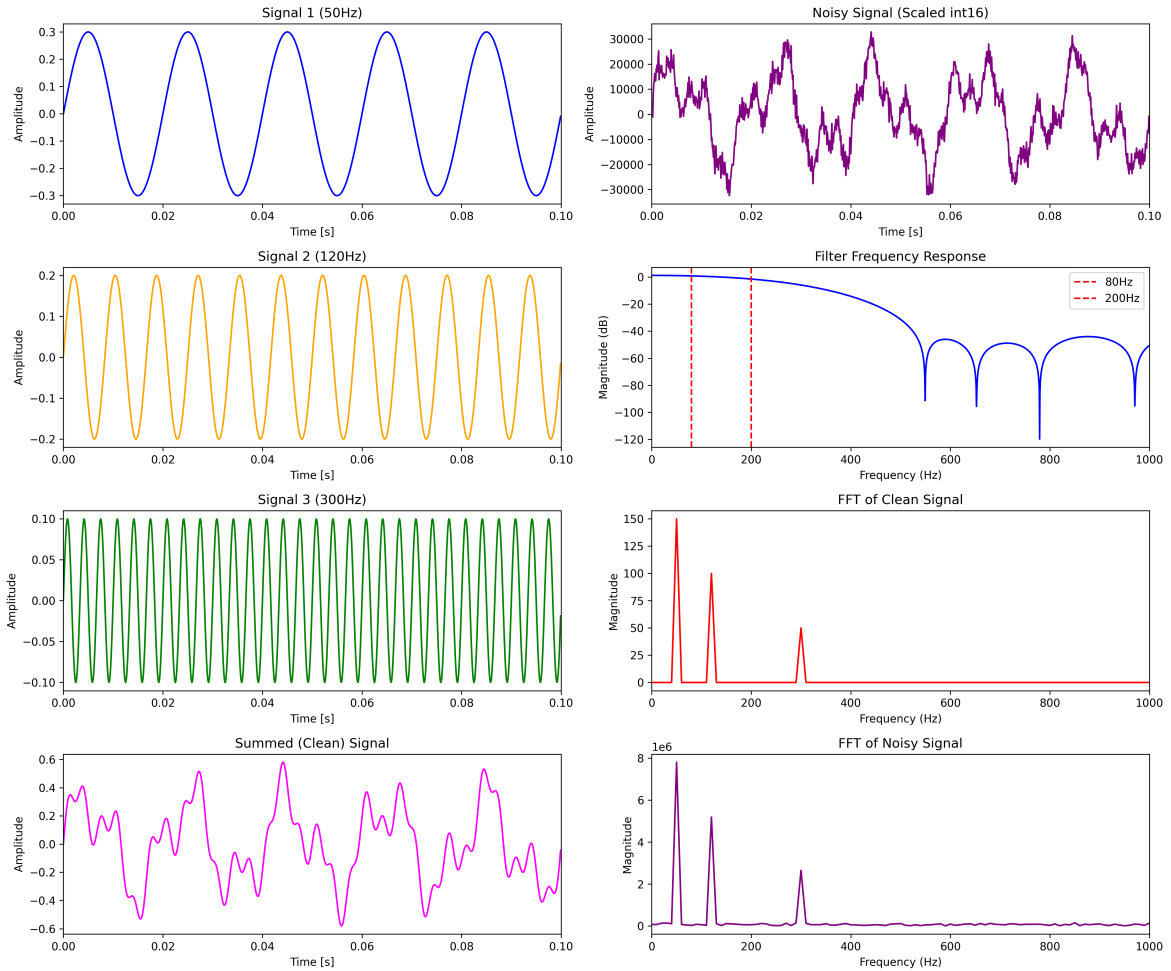 Signal 1 (50Hz)
Amplitude
0.3
0.2
0.1
0.0
−0.1
−0.2
−0.3
0.00 0.02 0.04 0.06 0.08 0.10
Time [s]
Noisy Signal (Scaled int16)
Amplitude
30000
20000
10000
0
−10000
−20000
−30000
0.00 0.02 0.04 0.06 0.08 0.10
Time [s]
Signal 2 (120Hz)
Amplitude
0.2
0.1
0.0
−0.1
−0.2
0.00 0.02 0.04 0.06 0.08 0.10
Time [s]
Filter Frequency Response
Magnitude (dB)
0
−20
−40
−60
−80
−100
−120
80Hz
200Hz
0 200 400 600 800 1000
Frequency (Hz)
Signal 3 (300Hz)
Amplitude
0.10
0.05
0.00
−0.05
−0.10
0.00 0.02 0.04 0.06 0.08 0.10
Time [s]
FFT of Clean Signal
Magnitude
150
125
100
75
50
25
0
0 200 400 600 800 1000
Frequency (Hz)
Summed (Clean) Signal
Amplitude
0.6
0.4
0.2
0.0
−0.2
−0.4
−0.6
0.00 0.02 0.04 0.06 0.08 0.10
Time [s]
FFT of Noisy Signal
1e6
Magnitude
8
6
4
2
0
0 200 400 600 800 1000
Frequency (Hz)